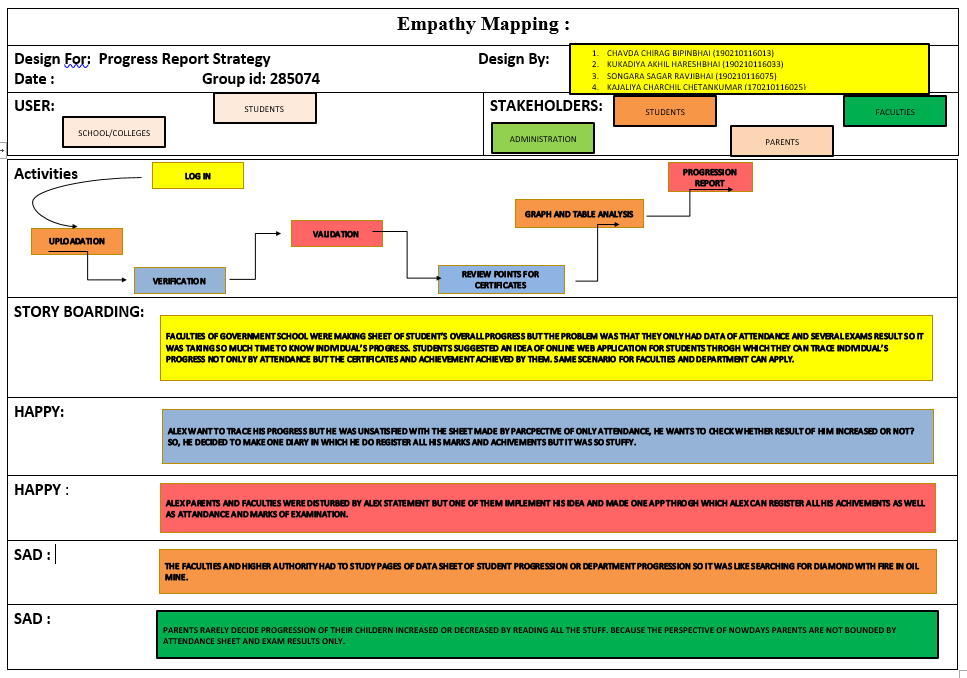 Empathy Mapping :
Design For: Progress Report Strategy
Design By:
Date :
Group id: 285074
1. CHAVDA CHIRAG BIPINBHAI (190210116013)
2. KUKADIYA AKHIL HARESHBHAI (190210116033)
3. SONGARA SAGAR RAVJIBHAI (190210116075)
4. KAJALIYA CHARCHIL CHETANKUMAR (170210116025)
USER:
STUDENTS
SCHOOL/COLLEGES
STAKEHOLDERS:
STUDENTS
FACULTIES
ADMINISTRATION
PARENTS
Activities
LOG IN
UPLOADATION
VERIFICATION
VALIDATION
REVIEW POINTS FOR
CERTIFICATES
GRAPH AND TABLE ANALYSIS
PROGRESSION
REPORT
STORY BOARDING:
FACULTIES OF GOVERNMENT SCHOOL WERE MAKING SHEET OF STUDENT'S OVERALL PROGRESS BUT THE PROBLEM WAS THAT THEY ONLY HAD DATA OF ATTENDANCE AND SEVERAL EXAMS RESULT SO IT
WAS TAKING SO MUCH TIME TO KNOW INDIVIDUAL'S PROGRESS. STUDENTS SUGGESTED AN IDEA OF ONLINE WEB APPLICATION FOR STUDENTS THROGH WHICH THEY CAN TRACE INDIVIDUAL'S
PROGRESS NOT ONLY BY ATTENDANCE BUT THE CERTIFICATES AND ACHIEVEMENT ACHIEVED BY THEM. SAME SCENARIO FOR FACULTIES AND DEPARTMENT CAN APPLY.
HAPPY:
ALEX WANT TO TRACE HIS PROGRESS BUT HE WAS UNSATISFIED WITH THE SHEET MADE BY PARCPECTIVE OF ONLY ATTENDANCE, HE WANTS TO CHECK WHETHER RESULT OF HIM INCREASED OR NOT?
SO, HE DECIDED TO MAKE ONE DIARY IN WHICH HE DO REGISTER ALL HIS MARKS AND ACHIVEMENTS BUT IT WAS SO STUFFY.
HAPPY :
ALEX PARENTS AND FACULTIES WERE DISTURBED BY ALEX STATEMENT BUT ONE OF THEM IMPLEMENT HIS IDEA AND MADE ONE APP THROGH WHICH ALEX CAN REGISTER ALL HIS ACHIVEMENTS AS WELL
AS ATTANDANCE AND MARKS OF EXAMINATION.
SAD :
THE FACULTIES AND HIGHER AUTHORITY HAD TO STUDY PAGES OF DATA SHEET OF STUDENT PROGRESSION OR DEPARTMENT PROGRESSION SO IT WAS LIKE SEARCHING FOR DIAMOND WITH FIRE IN OIL
MINE.
SAD :
PARENTS RARELY DECIDE PROGRESSION OF THEIR CHILDERN INCREASED OR DECREASED BY READING ALL THE STUFF. BECAUSE THE PERSPECTIVE OF NOWDAYS PARENTS ARE NOT BOUNDED BY
ATTENDANCE SHEET AND EXAM RESULTS ONLY.